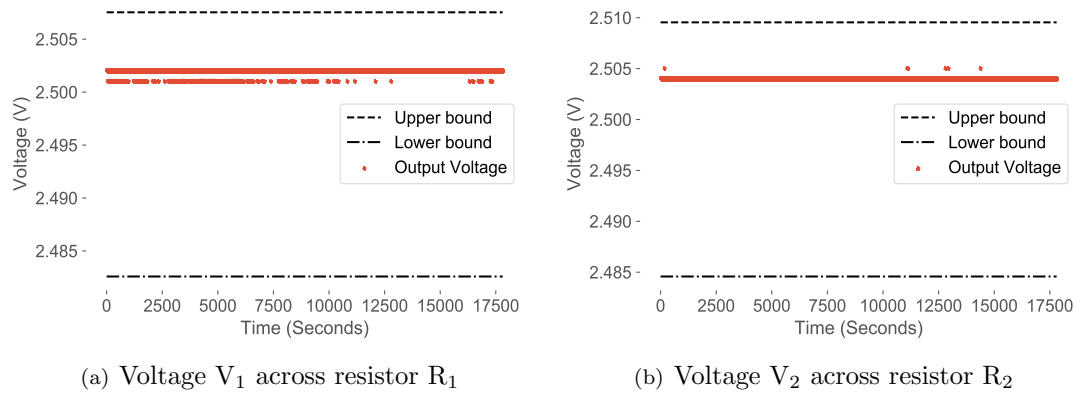 2.505
2.500
2.495
2.490
2.485
Voltage (V)
Upper bound
Lower bound
Output Voltage
0 2500 5000 7500 10000 12500 15000 17500
Time (Seconds)
(a) Voltage V₁ across resistor R₁
2.510
2.505
2.500
2.495
2.490
2.485
Voltage (V)
Upper bound
Lower bound
Output Voltage
0 2500 5000 7500 10000 12500 15000 17500
Time (Seconds)
(b) Voltage V₂ across resistor R₂